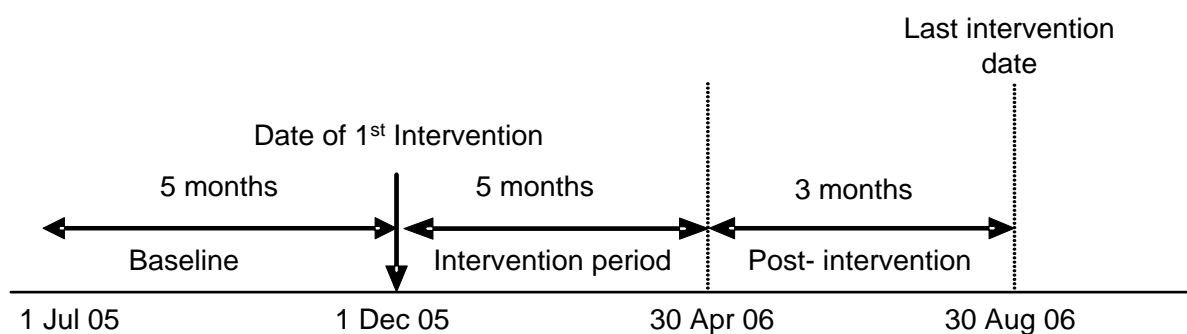 Last intervention
date
Date of 1st Intervention
5 months
5 months
3 months
Baseline
Intervention period
Post- intervention
1 Jul 05
1 Dec 05
30 Apr 06
30 Aug 06